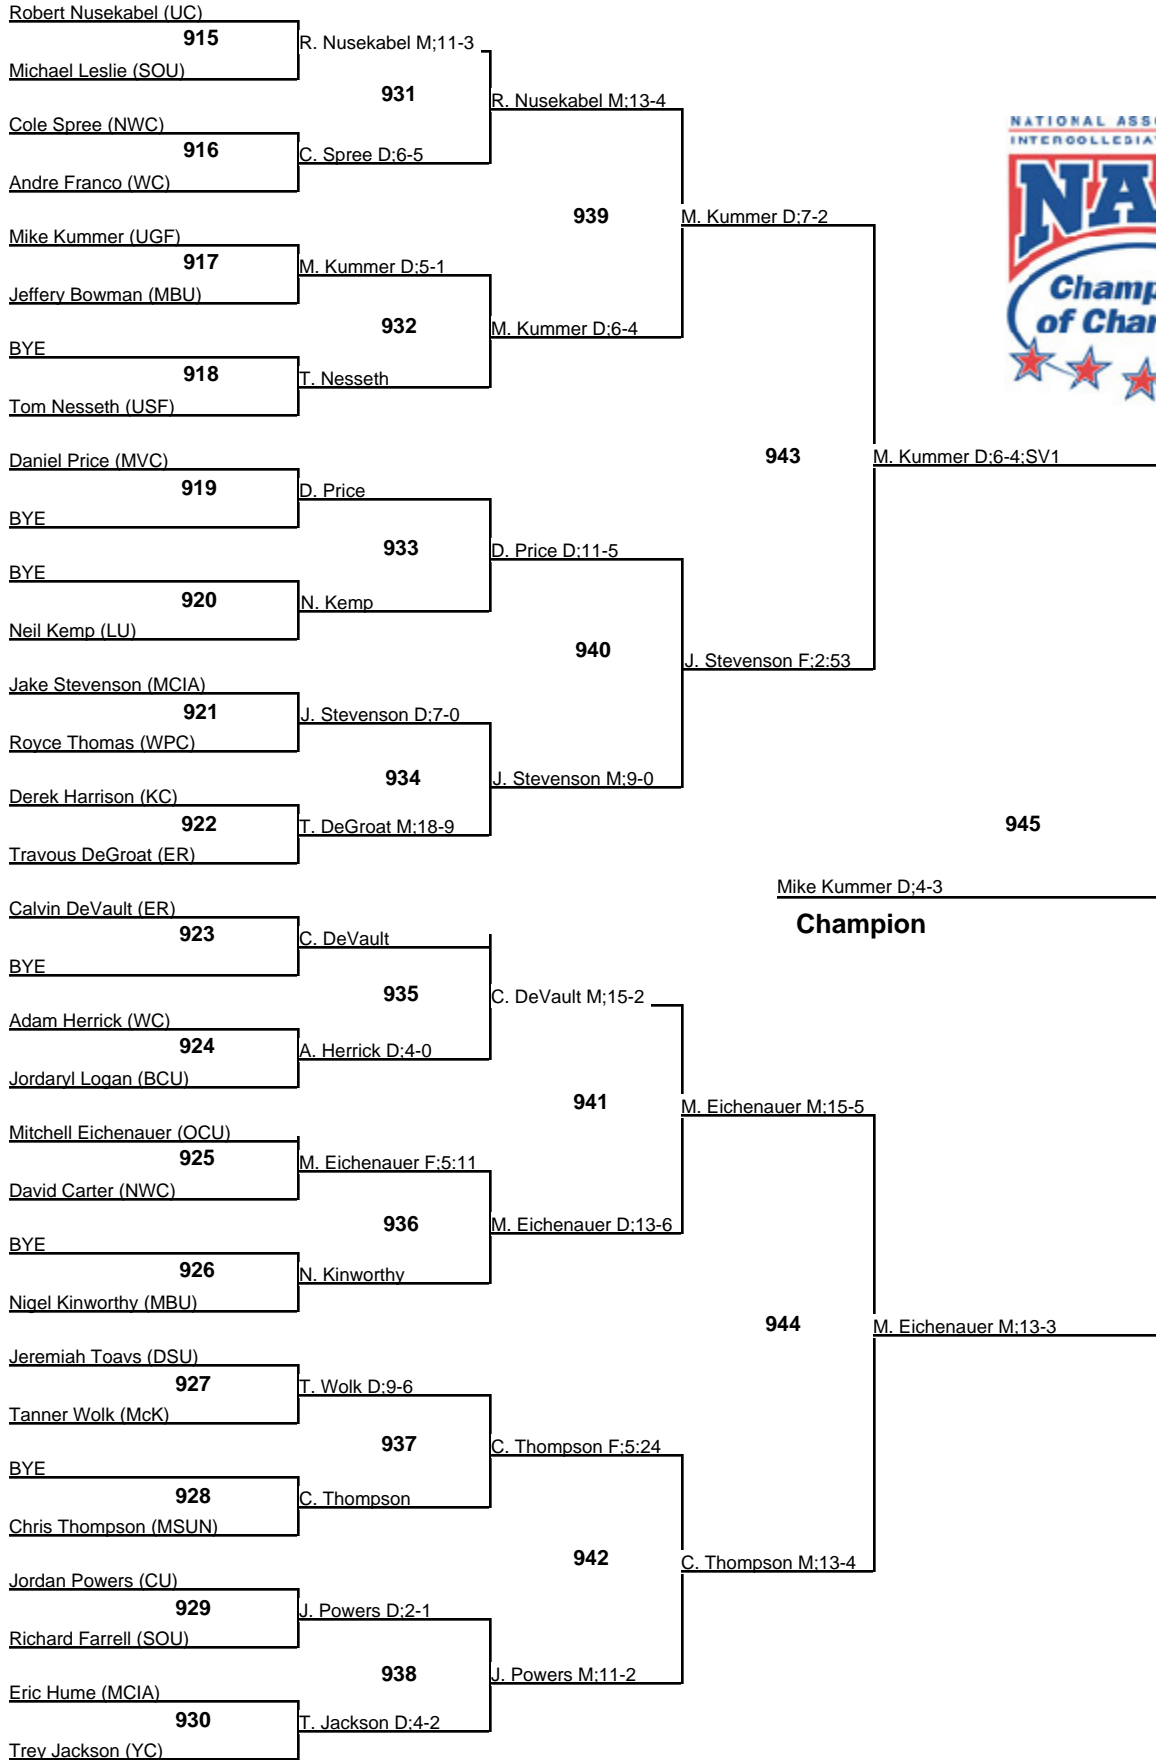 Robert Nusekabel (UC)
915
R. Nusekabel M;11-3
Michael Leslie (SOU)
931
R. Nusekabel M;13-4
Cole Spree (NWC)
916
C. Spree D;6-5
Andre Franco (WC)
939
M. Kummer D;7-2
Mike Kummer (UGF)
917
M. Kummer D;5-1
Jeffery Bowman (MBU)
932
M. Kummer D;6-4
BYE
918
T. Nesseth
Tom Nesseth (USF)
943
M. Kummer D;6-4;SV1
Daniel Price (MVC)
919
D. Price
BYE
933
D. Price D;11-5
BYE
920
N. Kemp
Neil Kemp (LU)
940
J. Stevenson F;2:53
Jake Stevenson (MCIA)
921
J. Stevenson D;7-0
Royce Thomas (WPC)
934
J. Stevenson M;9-0
Derek Harrison (KC)
922
T. DeGroat M;18-9
Travous DeGroat (ER)
945
Mike Kummer D;4-3
Champion
Calvin DeVault (ER)
923
C. DeVault
BYE
935
C. DeVault M;15-2
Adam Herrick (WC)
924
A. Herrick D;4-0
Jordaryl Logan (BCU)
941
M. Eichenauer M;15-5
Mitchell Eichenauer (OCU)
925
M. Eichenauer F;5:11
David Carter (NWC)
936
M. Eichenauer D;13-6
BYE
926
N. Kinworthy
Nigel Kinworthy (MBU)
944
M. Eichenauer M;13-3
Jeremiah Toavs (DSU)
927
T. Wolk D;9-6
Tanner Wolk (McK)
937
C. Thompson F;5:24
BYE
928
C. Thompson
Chris Thompson (MSUN)
942
C. Thompson M;13-4
Jordan Powers (CU)
929
J. Powers D;2-1
Richard Farrell (SOU)
938
J. Powers M;11-2
Eric Hume (MCIA)
930
T. Jackson D;4-2
Trey Jackson (YC)
NATIONAL ASS
INTERCOLLEGIAT
NA
Champ
of Char